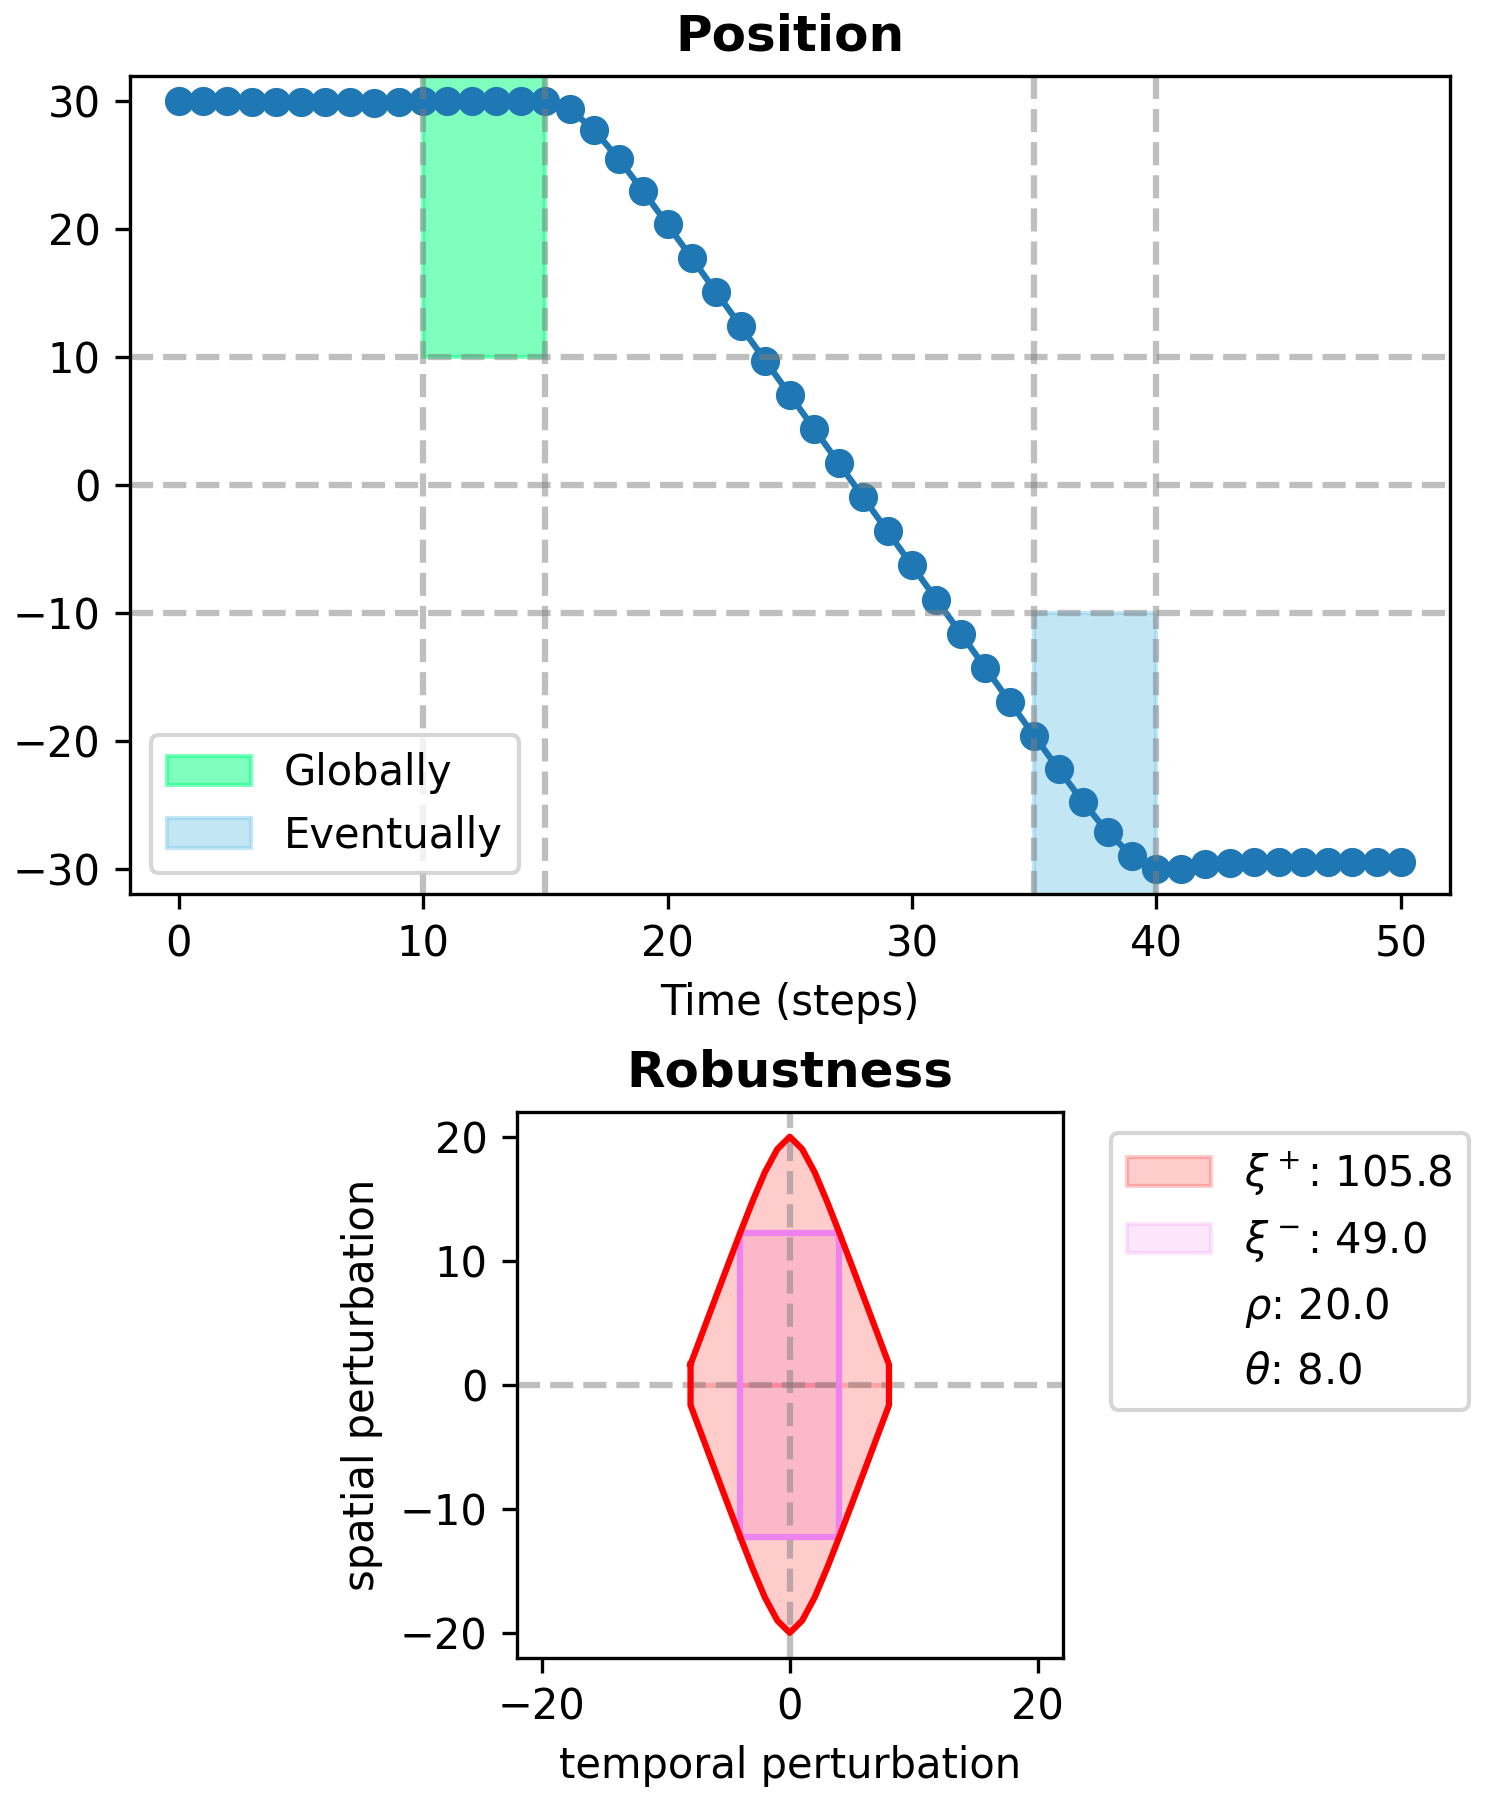 Position
30
20
10
0
−10
−20
−30
Globally
Eventually
0 10 20 30 40 50
Time (steps)
Robustness
20
10
0
−10
−20
spatial perturbation
−20 0 20
temporal perturbation
ξ⁺: 105.8
ξ⁻: 49.0
ρ: 20.0
θ: 8.0